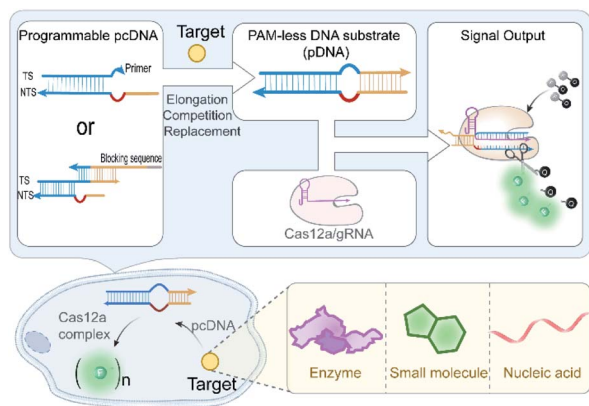 Programmable pcDNA
Target
PAM-less DNA substrate
(pDNA)
Signal Output
Primer
TS
NTS
Elongation
Competition
Replacement
or
Blocking sequence
TS
NTS
Cas12a/gRNA
Q
Q
Q
F
F
F
Cas12a
complex
pcDNA
F
n
Target
Enzyme
Small molecule
Nucleic acid